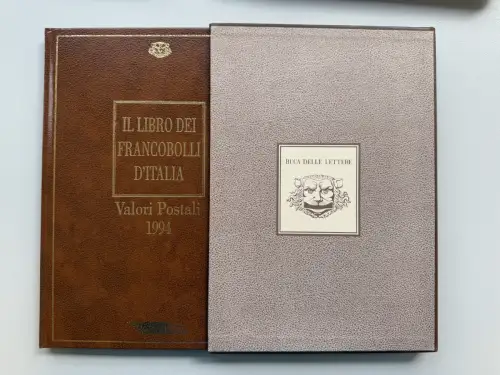 IL LIBRO DEI
FRANCOBOLLI
D'ITALIA
Valori Postali
1994
BUCA DELLE LETTERE